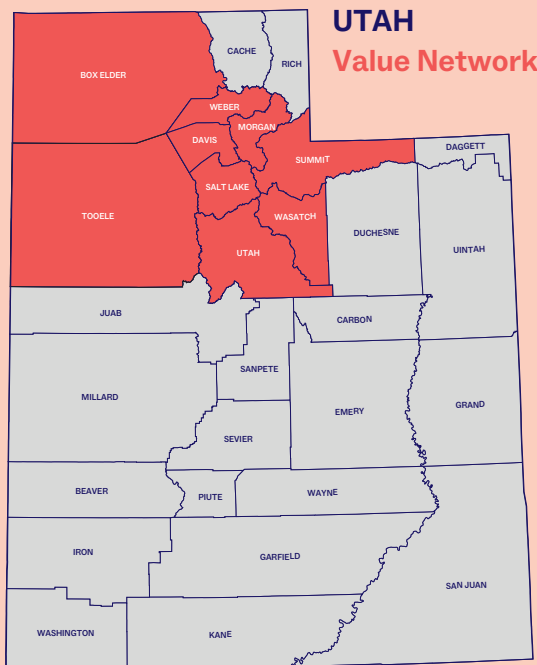 UTAH
Value Network
CACHE
RICH
BOX ELDER
WEBER
MORGAN
DAVIS
SUMMIT
DAGGETT
SALT LAKE
TOOELE
WASATCH
DUCHESNE
UINTAH
UTAH
JUAB
CARBON
SANPETE
MILLARD
EMERY
GRAND
SEVIER
BEAVER
PIUTE
WAYNE
IRON
GARFIELD
SAN JUAN
WASHINGTON
KANE